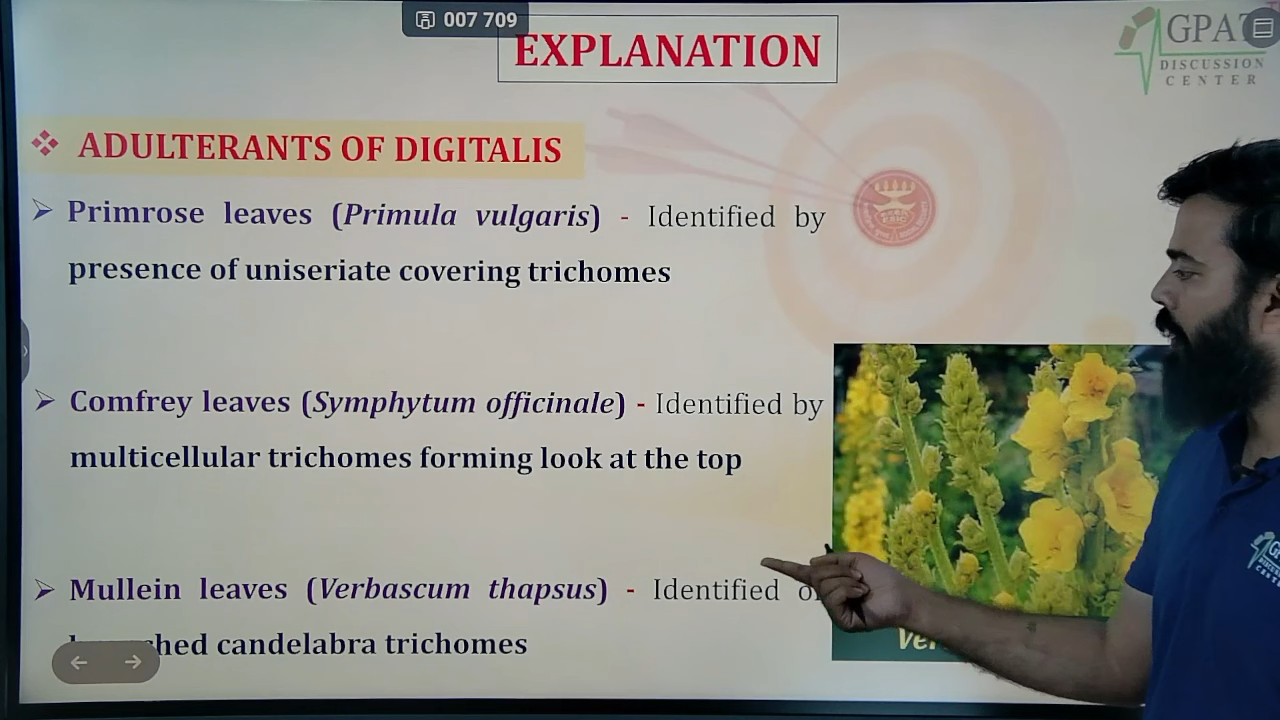 007 709
EXPLANATION
GPAT
DISCUSSION
CENTER
ADULTERANTS OF DIGITALIS
Primrose leaves (Primula vulgaris) - Identified by
presence of uniseriate covering trichomes
Comfrey leaves (Symphytum officinale) - Identified by
multicellular trichomes forming look at the top
Mullein leaves (Verbascum thapsus) - Identified
candelabra trichomes